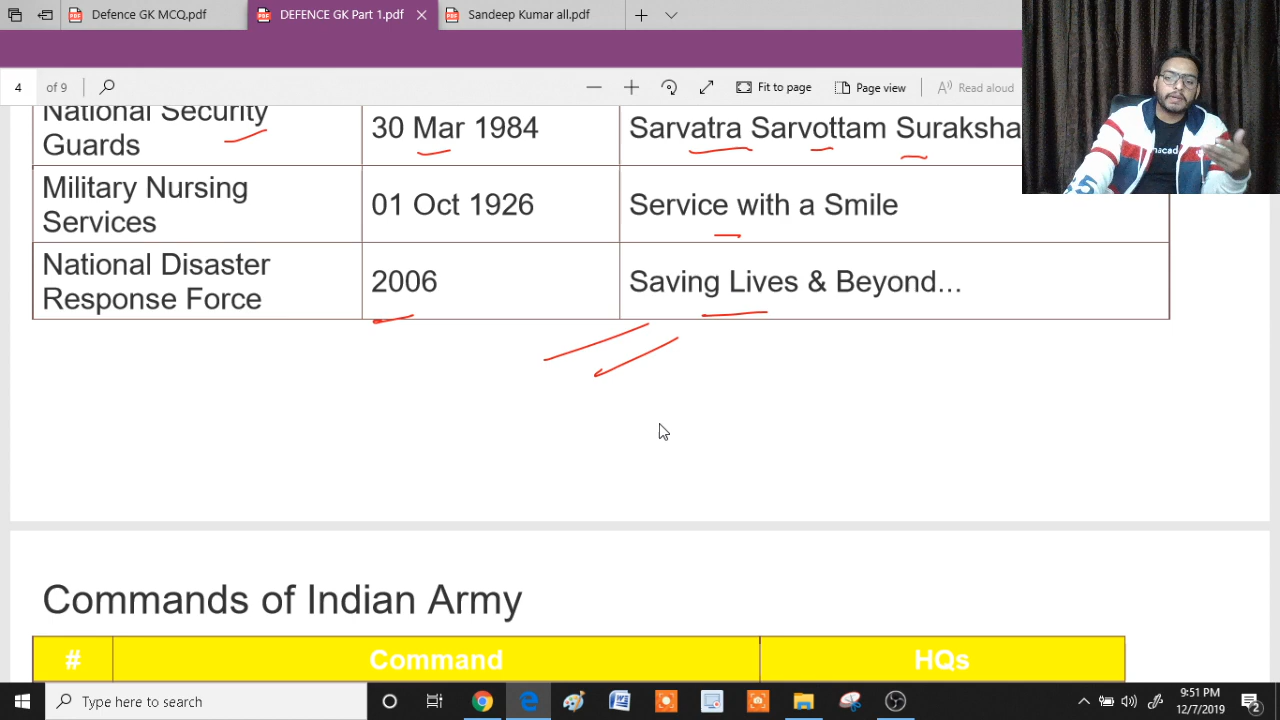 Defence GK MCQ.pdf
DEFENCE GK Part 1.pdf
Sandeep Kumar all.pdf
4 of 9
Fit to page
Page view
Read aloud
National Security Guards
30 Mar 1984
Sarvatra Sarvottam Suraksha
Military Nursing Services
01 Oct 1926
Service with a Smile
National Disaster Response Force
2006
Saving Lives & Beyond...
Commands of Indian Army
# Command HQs
Type here to search
9:51 PM
12/7/2019
2